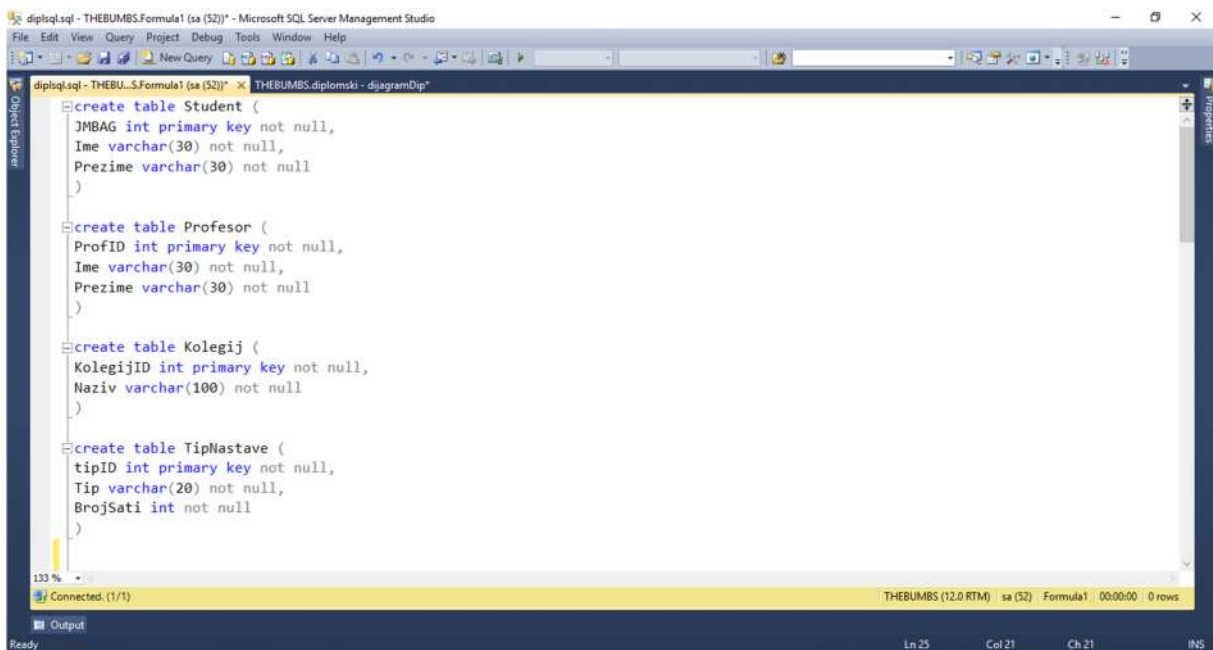 diplsql.sql - THEBUMBS.Formula1 (sa (52))* - Microsoft SQL Server Management Studio
File Edit View Query Project Debug Tools Window Help
New Query
diplsql.sql - THEBU...S.Formula1 (sa (52))* THEBUMBS.diplomski - dijagramDip*
Object Explorer
Properties
create table Student (
JMBAG int primary key not null,
Ime varchar(30) not null,
Prezime varchar(30) not null
)
create table Profesor (
ProfID int primary key not null,
Ime varchar(30) not null,
Prezime varchar(30) not null
)
create table Kolegij (
KolegijID int primary key not null,
Naziv varchar(100) not null
)
create table TipNastave (
tipID int primary key not null,
Tip varchar(20) not null,
BrojSati int not null
)
133 %
Connected. (1/1) THEBUMBS (12.0 RTM) sa (52) Formula1 00:00:00 0 rows
Output
Ready Ln 25 Col 21 Ch 21 INS